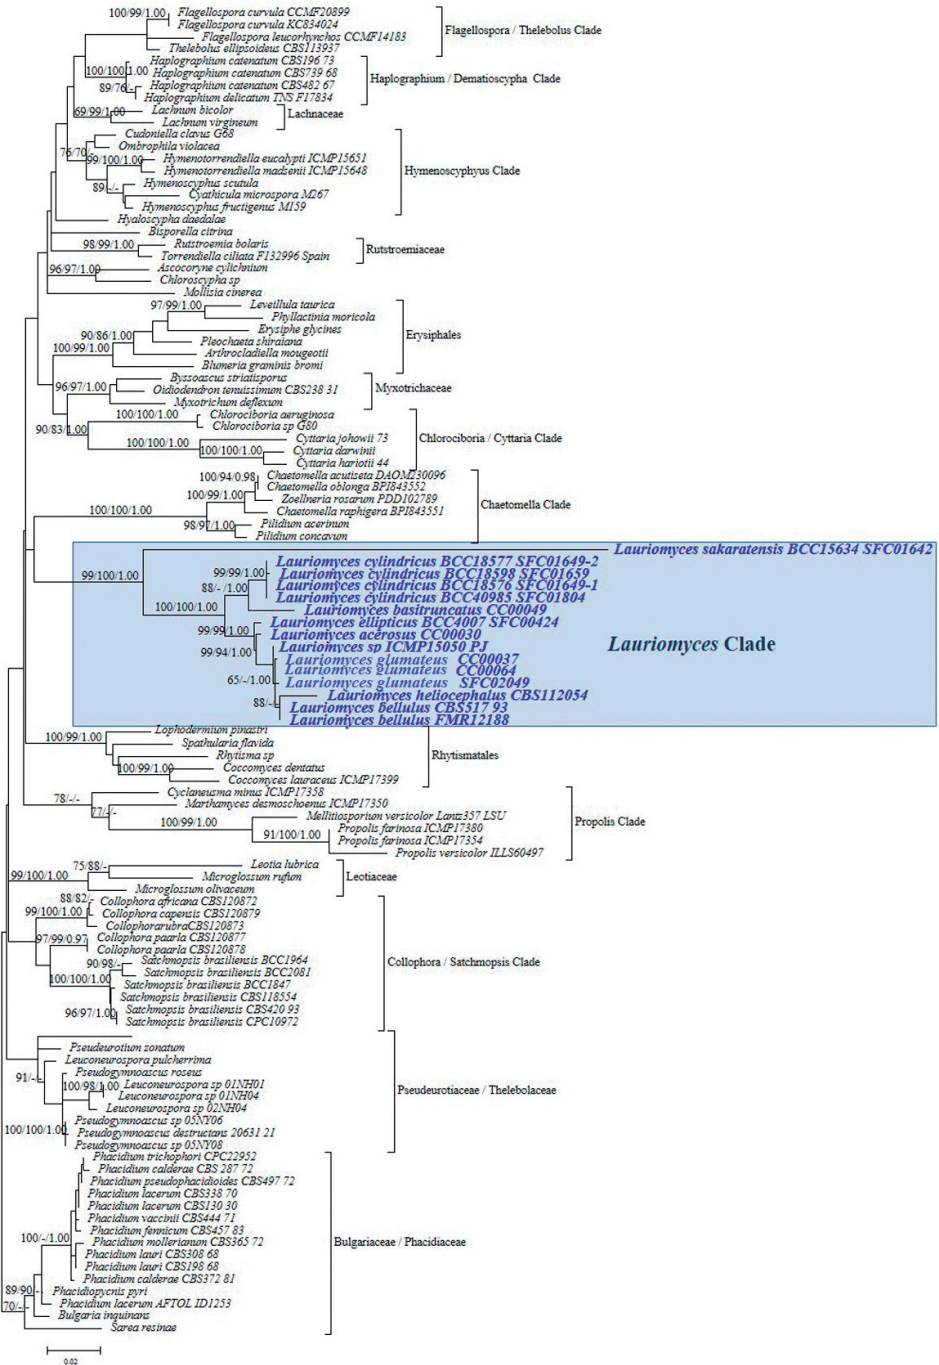 100/99/1.00
Flagellospora curvula CCMF20899
Flagellospora curvula KC834024
Flagellospora leucorhynchos CCMF14183
Thelebolus ellipsoideus CBS113937
Flagellospora / Thelebolus Clade
Haplographium catenatum CBS196 73
100/100/1.00
Haplographium catenatum CBS739 68
Haplographium catenatum CBS482 67
89/76/-
Haplographium delicatum TNS F17834
Haplographium / Dematioscypha Clade
Lachnum bicolor
69/99/1.00
Lachnum virgineum
Lachnaceae
Cudoniella clavus G68
Ombrophila violacea
76/70/-
99/100/1.00
Hymenotorrendiella eucalypti ICMP15651
Hymenotorrendiella madsenii ICMP15648
Hymenoscyphus scutula
89/-/-
Cyathicula microspora M267
Hymenoscyphus fructigenus M159
Hymenoscyphyus Clade
Hyaloscypha daedalae
Bisporella citrina
98/99/1.00
Rutstroemia bolaris
Torrendiella ciliata F132996 Spain
Rutstroemiaceae
96/97/1.00
Ascocoryne cylichnium
Chloroscypha sp
Mollisia cinerea
97/99/1.00
Leveillula taurica
Phyllactinia moricola
Erysiphe glycines
90/86/1.00
Pleochaeta shiraiana
100/99/1.00
Arthrocladiella mougeotii
Blumeria graminis bromi
Erysiphales
Byssoascus striatisporus
96/97/1.00
Oidiodendron tenuissimum CBS238 31
Myxotrichum deflexum
Myxotrichaceae
100/100/1.00
Chlorociboria aeruginosa
Chlorociboria sp G80
90/83/1.00
100/100/1.00
Cyttaria johowii 73
100/100/1.00
Cyttaria darwinii
Cyttaria hariotii 44
Chlorociboria / Cyttaria Clade
100/94/0.98
Chaetomella acutiseta DAOM230096
Chaetomella oblonga BPI843552
100/99/1.00
Zoellneria rosarum PDD102789
Chaetomella raphigera BPI843551
100/100/1.00
98/97/1.00
Pilidium acerinum
Pilidium concavum
Chaetomella Clade
Lauriomyces sakaratensis BCC15634 SFC01642
Lauriomyces cylindricus BCC18577 SFC01649-2
99/99/1.00
Lauriomyces cylindricus BCC18598 SFC01659
99/100/1.00
Lauriomyces cylindricus BCC18576 SFC01649-1
88/-/1.00
Lauriomyces cylindricus BCC40985 SFC01804
100/100/1.00
Lauriomyces basitruncatus CC00049
Lauriomyces ellipticus BCC4007 SFC00424
99/99/1.00
Lauriomyces acerosus CC00030
99/94/1.00
Lauriomyces sp ICMP15050 PJ
Lauriomyces glumateus CC00037
Lauriomyces glumateus CC00064
65/-/1.00
Lauriomyces glumateus SFC02049
Lauriomyces heliocephalus CBS112054
88/-/-
Lauriomyces bellulus CBS517 93
Lauriomyces bellulus FMR12188
Lauriomyces Clade
Lophodermium pinastri
100/99/1.00
Spathularia flavida
Rhytisma sp
100/99/1.00
Coccomyces dentatus
Coccomyces lauraceus ICMP17399
Rhytismatales
78/-/-
Cyclaneusma minus ICMP17358
77/-/-
Marthamyces desmoschoenus ICMP17350
Mellitiosporium versicolor Lantz357 LSU
100/99/1.00
Propolis farinosa ICMP17380
91/100/1.00
Propolis farinosa ICMP17354
Propolis versicolor ILLS60497
Propolis Clade
75/88/-
Leotia lubrica
99/100/1.00
Microglossum rufum
Microglossum olivaceum
Leotiaceae
88/82/-
Collophora africana CBS120872
99/100/1.00
Collophora capensis CBS120879
CollophorarubraCBS120873
97/99/0.97
Collophora paarla CBS120877
Collophora paarla CBS120878
90/98/-
Satchmopsis brasiliensis BCC1964
Satchmopsis brasiliensis BCC2081
100/100/1.00
Satchmopsis brasiliensis BCC1847
Satchmopsis brasiliensis CBS118554
96/97/1.00
Satchmopsis brasiliensis CBS420 93
Satchmopsis brasiliensis CPC10972
Collophora / Satchmopsis Clade
Pseudeurotium zonatum
Leuconeurospora pulcherrima
91/-/-
Pseudogymnoascus roseus
100/98/1.00
Leuconeurospora sp 01NH01
Leuconeurospora sp 01NH04
Leuconeurospora sp 02NH04
Pseudogymnoascus sp 05NY06
100/100/1.00
Pseudogymnoascus destructans 20631 21
Pseudogymnoascus sp 05NY08
Pseudeurotiaceae / Thelebolaceae
Phacidium trichophori CPC22952
Phacidium calderae CBS 287 72
Phacidium pseudophacidioides CBS497 72
Phacidium lacerum CBS338 70
Phacidium lacerum CBS130 30
Phacidium vaccinii CBS444 71
Phacidium fennicum CBS457 83
100/-/1.00
Phacidium mollerianum CBS365 72
Phacidium lauri CBS308 68
Phacidium lauri CBS198 68
Phacidium calderae CBS372 81
89/90/-
Phacidiopycnis pyri
70/-/-
Phacidium lacerum AFTOL ID1253
Bulgaria inquinans
Sarea resinae
Bulgariaceae / Phacidiaceae
0.02